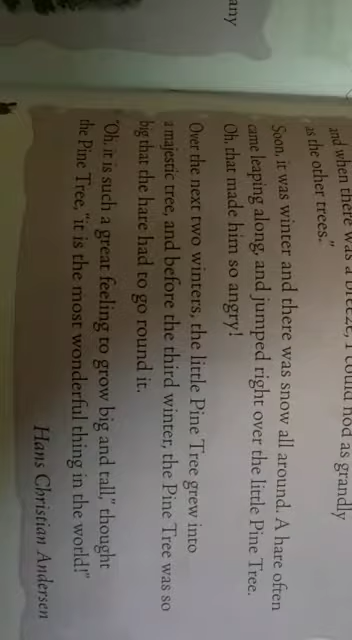 any
and when there was a breeze, I could nod as grandly
as the other trees."
Soon, it was winter and there was snow all around. A hare often
came leaping along, and jumped right over the little Pine Tree.
Oh, that made him so angry!
Over the next two winters, the little Pine Tree grew into
a majestic tree, and before the third winter, the Pine Tree was so
big that the hare had to go round it.
"Oh, it is such a great feeling to grow big and tall," thought
the Pine Tree, "it is the most wonderful thing in the world!"
Hans Christian Andersen